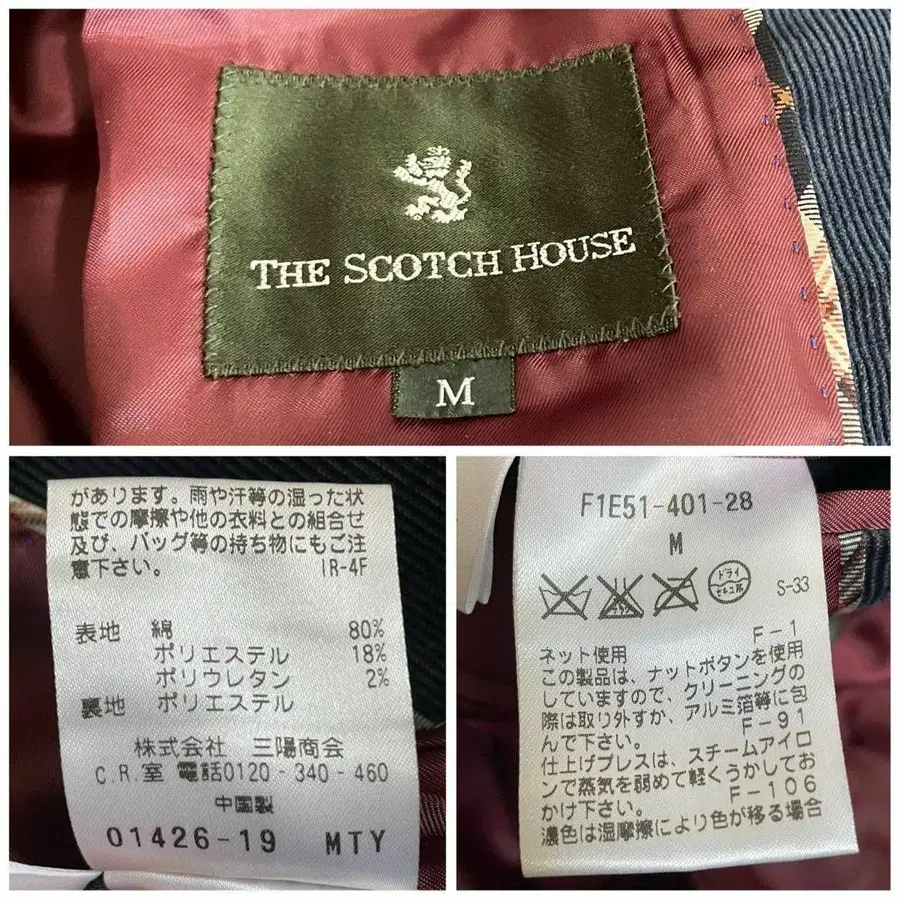 THE SCOTCH HOUSE
M
があります。雨や汗等の湿った状
態での摩擦や他の衣料との組合せ
及び、バッグ等の持ち物にもご注
意下さい。 IR-4F
表地 綿 80%
ポリエステル 18%
ポリウレタン 2%
裏地 ポリエステル
株式会社 三陽商会
C.R.室 電話0120-340-460
中国製
01426-19 MTY
F1E51-401-28
M
ドライ
セキユ系
S-33
F-1
ネット使用
この製品は、ナットボタンを使用
していますので、クリーニングの
際は取り外すか、アルミ箔等に包
んで下さい。 F-91
仕上げプレスは、スチームアイロ
ンで蒸気を弱めて軽くうかしてお
かけ下さい。 F-106
濃色は湿摩擦により色が移る場合